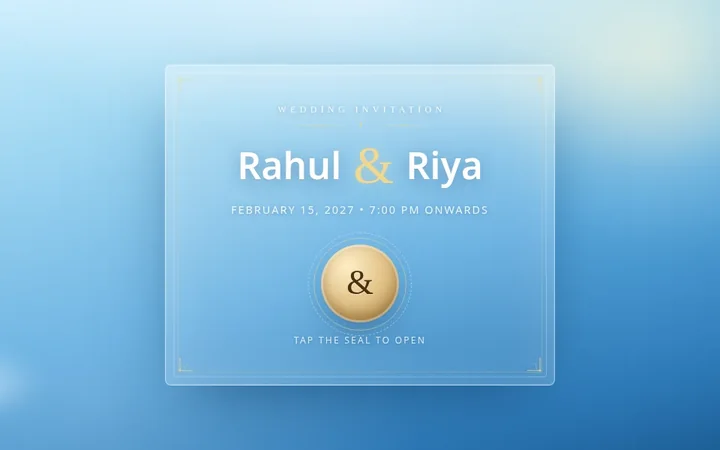 WEDDING INVITATION
Rahul & Riya
FEBRUARY 15, 2027 • 7:00 PM ONWARDS
&
TAP THE SEAL TO OPEN